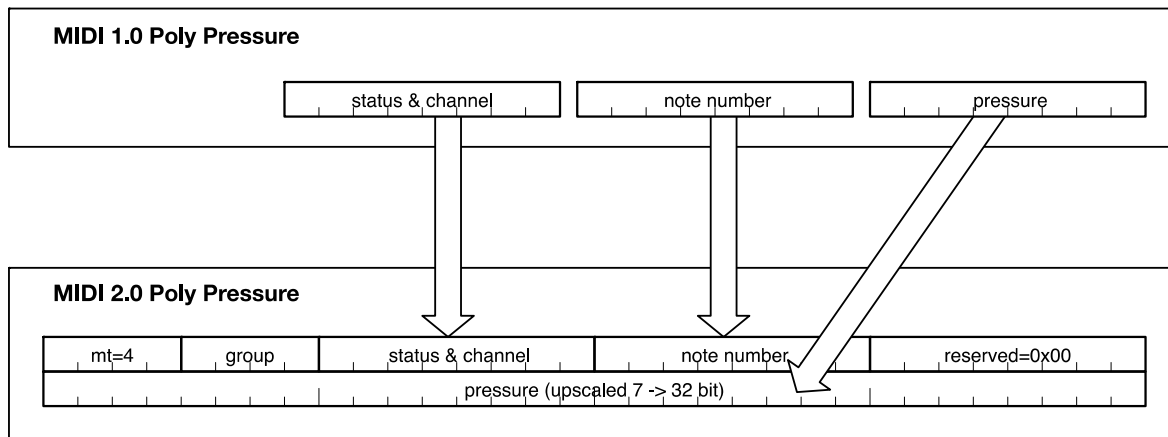 MIDI 1.0 Poly Pressure
status & channel note number pressure
MIDI 2.0 Poly Pressure
mt=4 group status & channel note number reserved=0x00
pressure (upscaled 7 -> 32 bit)